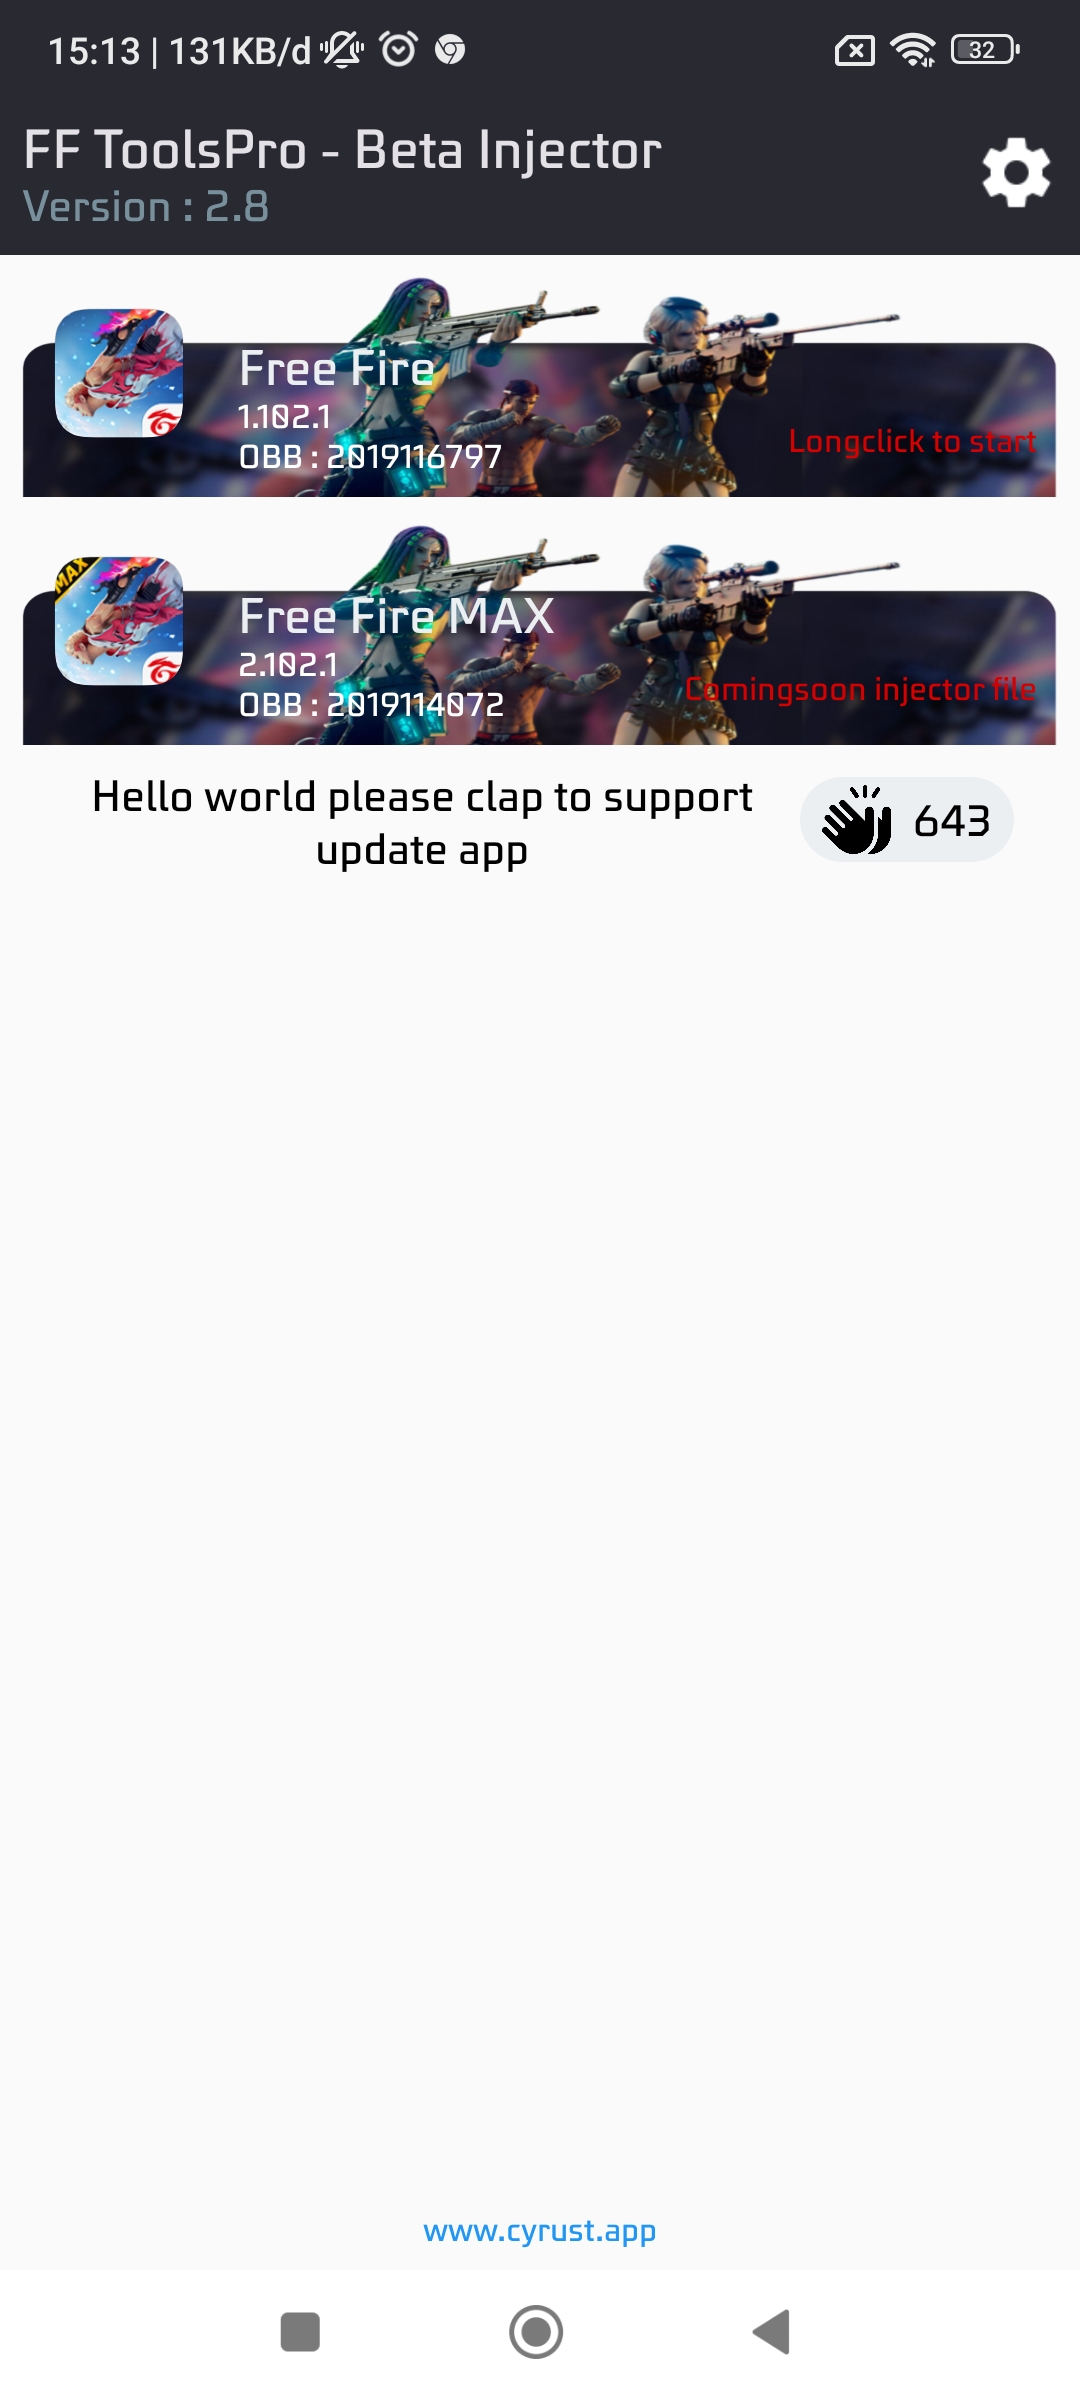 15:13 | 131KB/d
32
FF ToolsPro - Beta Injector
Version : 2.8
Free Fire
1.102.1
OBB : 2019116797
Longclick to start
MAX
Free Fire MAX
2.102.1
OBB : 2019114072
Comingsoon injector file
Hello world please clap to support
update app
643
www.cyrust.app